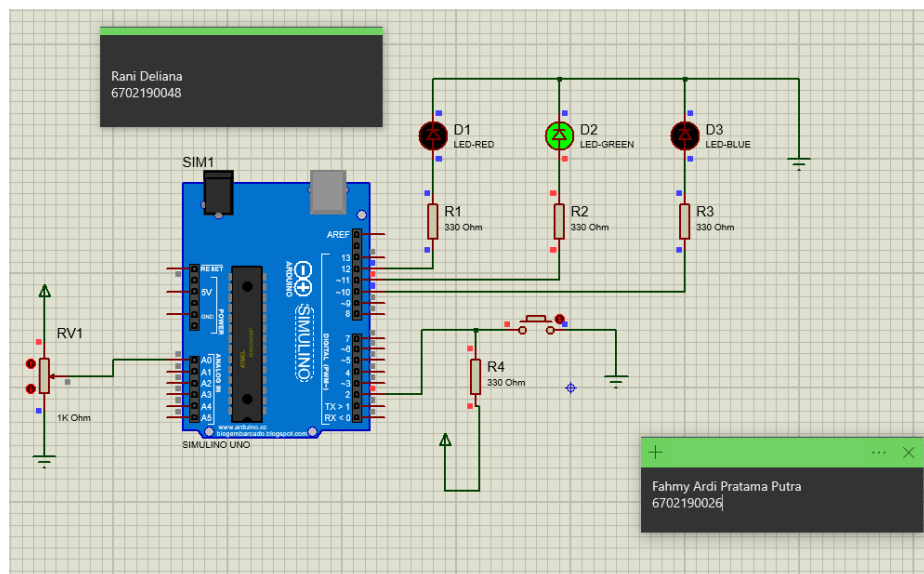 Rani Deliana
6702190048
D1
LED-RED
D2
LED-GREEN
D3
LED-BLUE
SIM1
R1
330 Ohm
R2
330 Ohm
R3
330 Ohm
AREF
13
12
~11
~10
~9
8
RESET
5V
GND
POWER
ARDUINO
SIMULINO
RV1
1K Ohm
A0
A1
A2
A3
A4
A5
ANALOG IN
ATMEL
DIGITAL (PWM~)
7
~6
~5
4
~3
2
TX > 1
RX < 0
www.arduino.cc
blogembarcado.blogspot.com
SIMULINO UNO
R4
330 Ohm
Fahmy Ardi Pratama Putra
6702190026